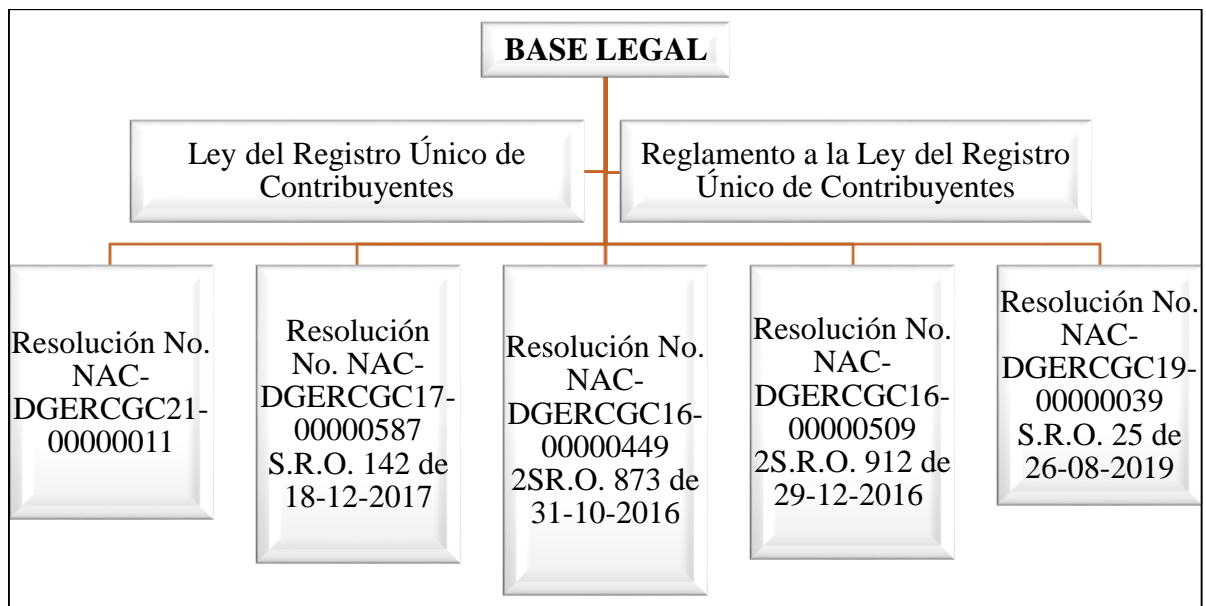 BASE LEGAL
Ley del Registro Único de
Contribuyentes
Reglamento a la Ley del Registro
Único de Contribuyentes
Resolución No.
NAC-
DGERCGC21-
00000011
Resolución
No. NAC-
DGERCGC17-
00000587
S.R.O. 142 de
18-12-2017
Resolución No.
NAC-
DGERCGC16-
00000449
2SR.O. 873 de
31-10-2016
Resolución No.
NAC-
DGERCGC16-
00000509
2S.R.O. 912 de
29-12-2016
Resolución No.
NAC-
DGERCGC19-
00000039
S.R.O. 25 de
26-08-2019